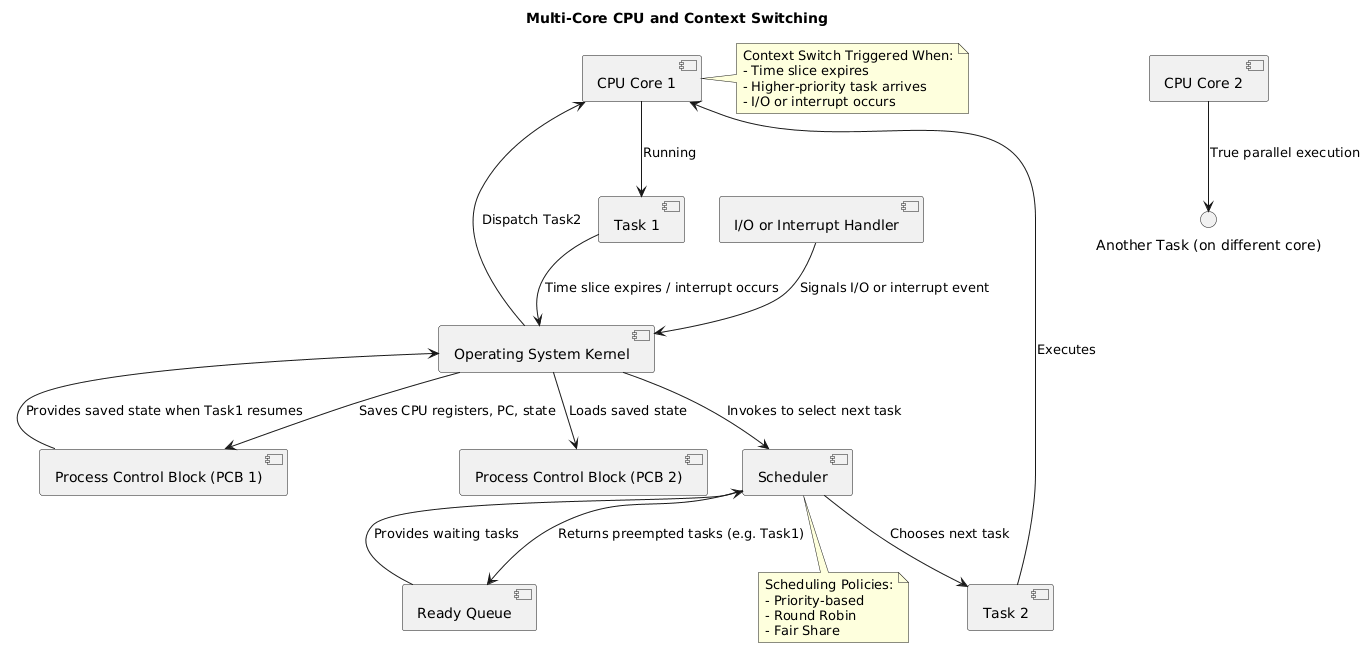 Multi-Core CPU and Context Switching
CPU Core 1
Context Switch Triggered When:
- Time slice expires
- Higher-priority task arrives
- I/O or interrupt occurs
CPU Core 2
Running
True parallel execution
Dispatch Task2
Task 1
I/O or Interrupt Handler
Another Task (on different core)
Time slice expires / interrupt occurs
Signals I/O or interrupt event
Operating System Kernel
Executes
Provides saved state when Task1 resumes
Saves CPU registers, PC, state
Loads saved state
Invokes to select next task
Process Control Block (PCB 1)
Process Control Block (PCB 2)
Scheduler
Provides waiting tasks
Returns preempted tasks (e.g. Task1)
Chooses next task
Ready Queue
Scheduling Policies:
- Priority-based
- Round Robin
- Fair Share
Task 2